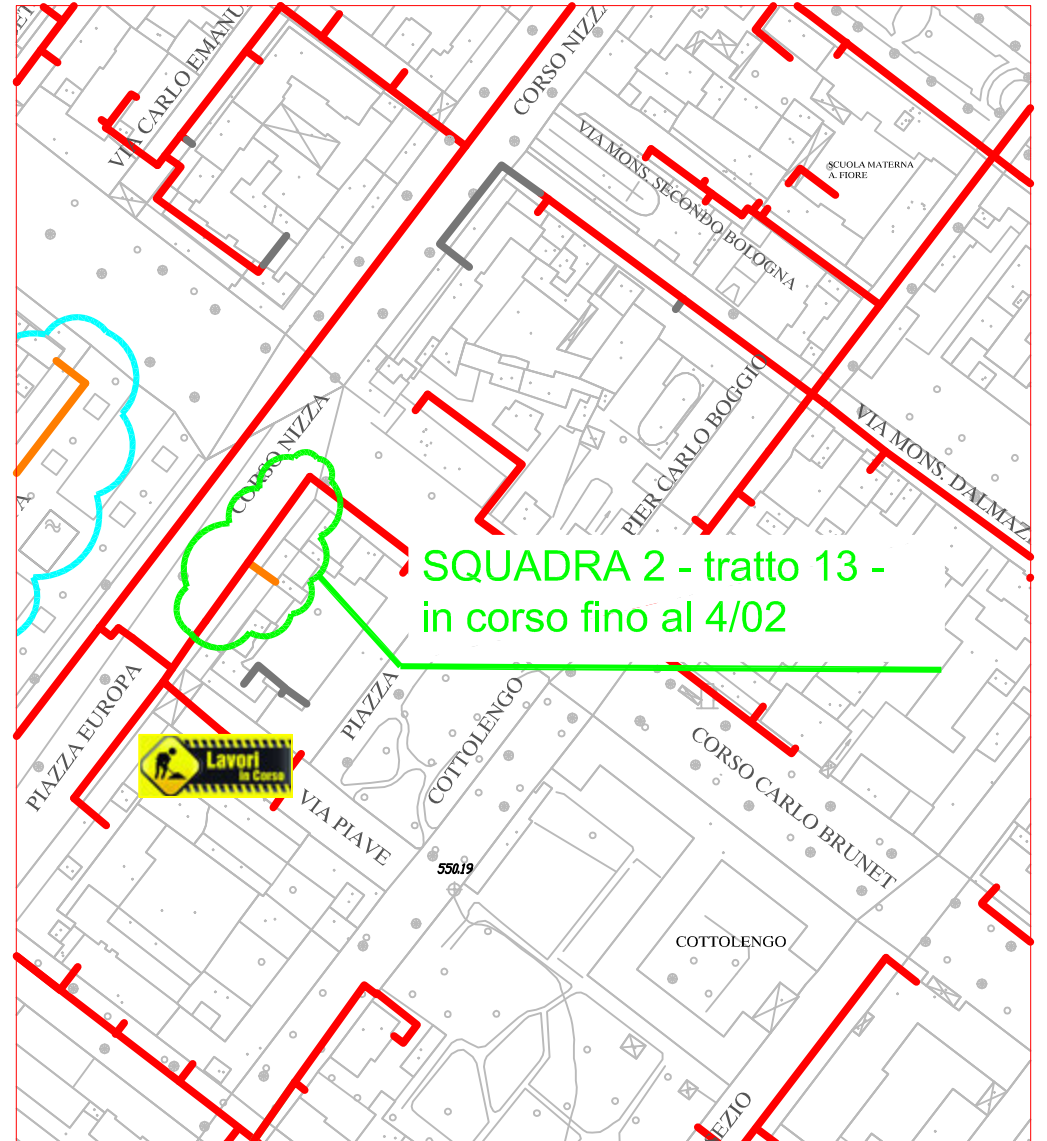 VIA CARLO EMANU
CORSO NIZZA
VIA MONS. SECONDO BOLOGNA
SCUOLA MATERNA
A. FIORE
CORSO NIZZA
PIER CARLO BOGGIO
VIA MONS. DALMAZ
A
SQUADRA 2 - tratto 13 -
in corso fino al 4/02
PIAZZA EUROPA
PIAZZA
COTTOLENGO
Lavori
in Corso
VIA PIAVE
CORSO CARLO BRUNET
550.19
COTTOLENGO
EZIO